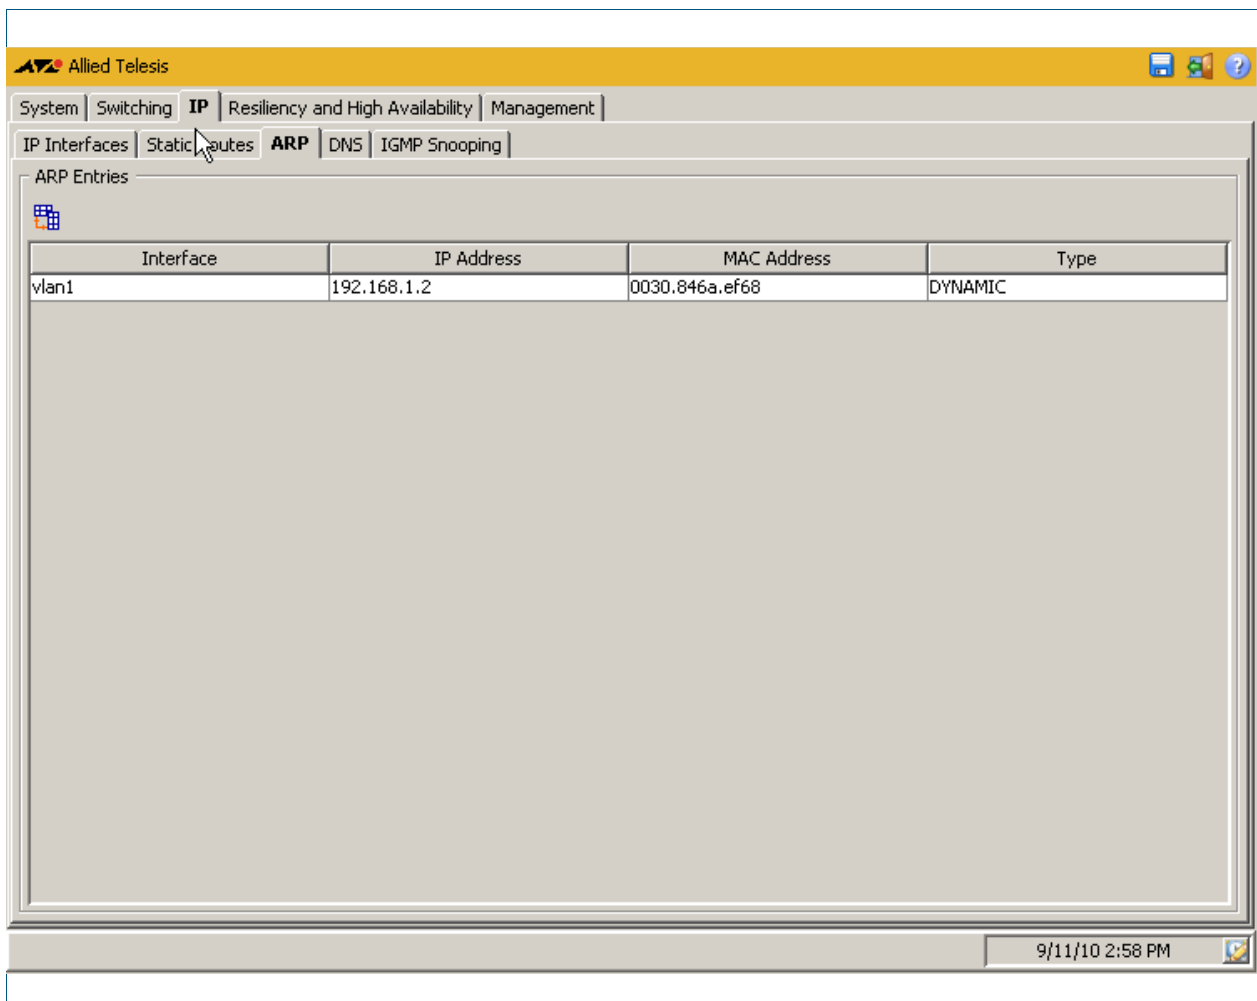 Allied Telesis
System Switching IP Resiliency and High Availability Management
IP Interfaces Static ARP DNS IGMP Snooping
ARP Entries
Interface IP Address MAC Address Type
vlan1 192.168.1.2 0030.846a.ef68 DYNAMIC
9/11/10 2:58 PM